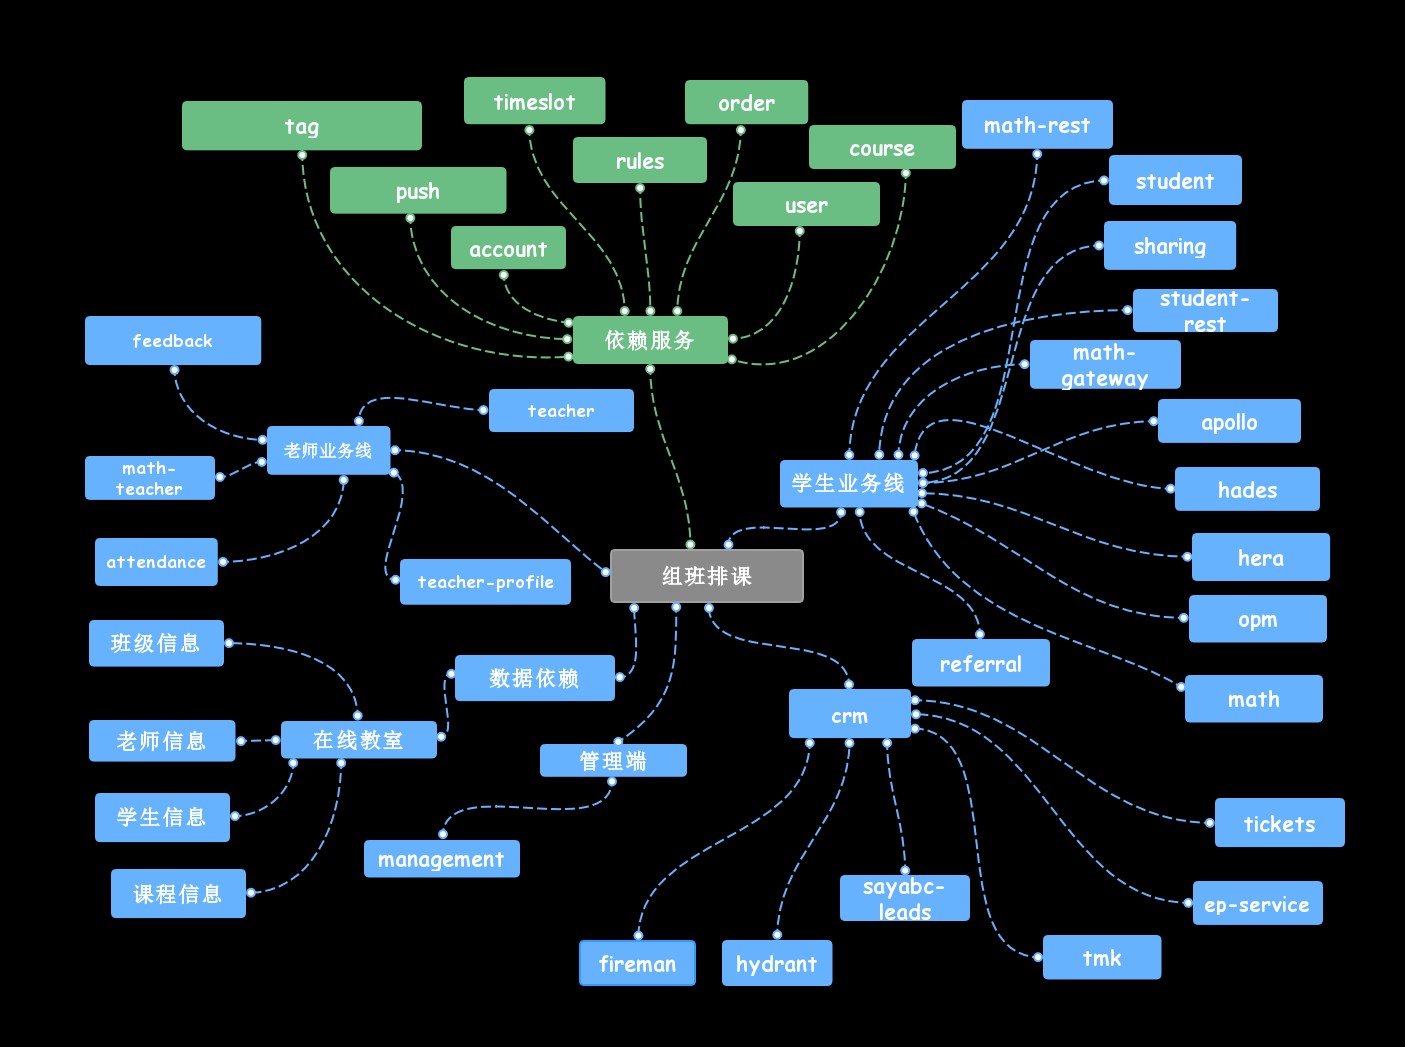 timeslot
order
tag
math-rest
course
rules
student
push
user
sharing
account
student-
rest
feedback
依赖服务
math-
gateway
teacher
apollo
老师业务线
math-
teacher
学生业务线
hades
attendance
teacher-profile
组班排课
hera
班级信息
opm
数据依赖
referral
math
老师信息
在线教室
crm
管理端
学生信息
tickets
management
课程信息
sayabc-
leads
ep-service
fireman
hydrant
tmk